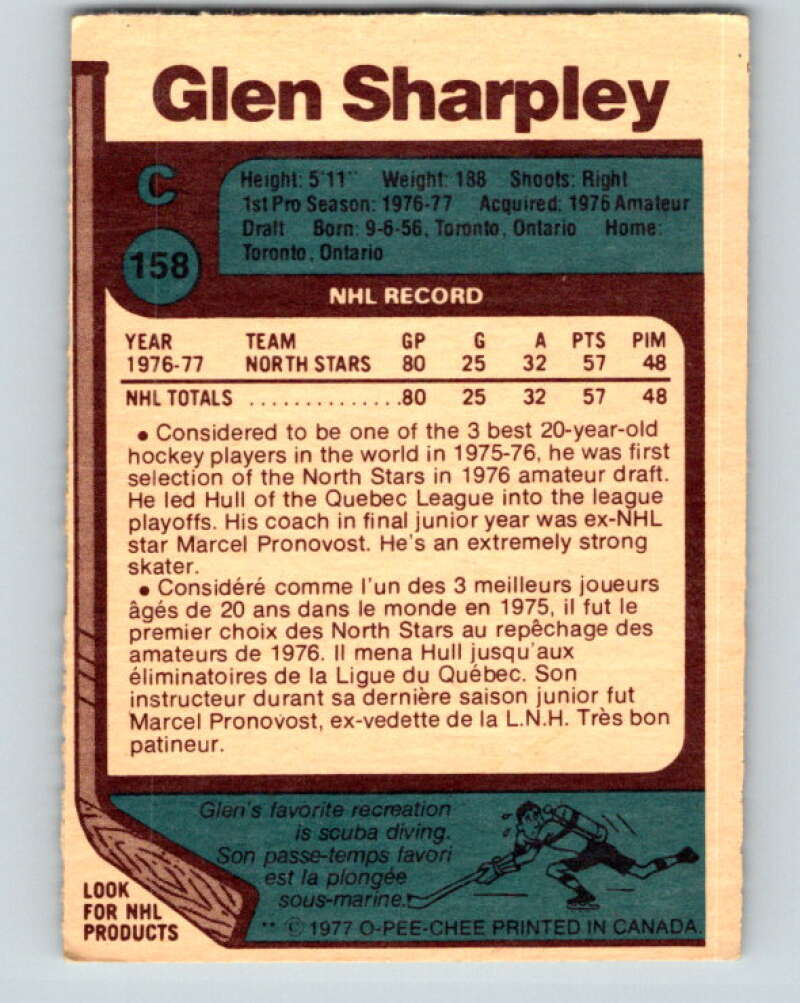 Glen Sharpley
C
158
Height: 5'11" Weight: 188 Shoots: Right
1st Pro Season: 1976-77 Acquired: 1976 Amateur
Draft Born: 9-6-56, Toronto, Ontario Home:
Toronto, Ontario
NHL RECORD
YEAR TEAM GP G A PTS PIM
1976-77 NORTH STARS 80 25 32 57 48
NHL TOTALS ..............80 25 32 57 48
• Considered to be one of the 3 best 20-year-old
hockey players in the world in 1975-76, he was first
selection of the North Stars in 1976 amateur draft.
He led Hull of the Quebec League into the league
playoffs. His coach in final junior year was ex-NHL
star Marcel Pronovost. He's an extremely strong
skater.
• Considéré comme l'un des 3 meilleurs joueurs
âgés de 20 ans dans le monde en 1975, il fut le
premier choix des North Stars au repêchage des
amateurs de 1976. Il mena Hull jusqu'aux
éliminatoires de la Ligue du Québec. Son
instructeur durant sa dernière saison junior fut
Marcel Pronovost, ex-vedette de la L.N.H. Très bon
patineur.
Glen's favorite recreation
is scuba diving.
Son passe-temps favori
est la plongée
sous-marine.
LOOK
FOR NHL
PRODUCTS
** © 1977 O-PEE-CHEE PRINTED IN CANADA.